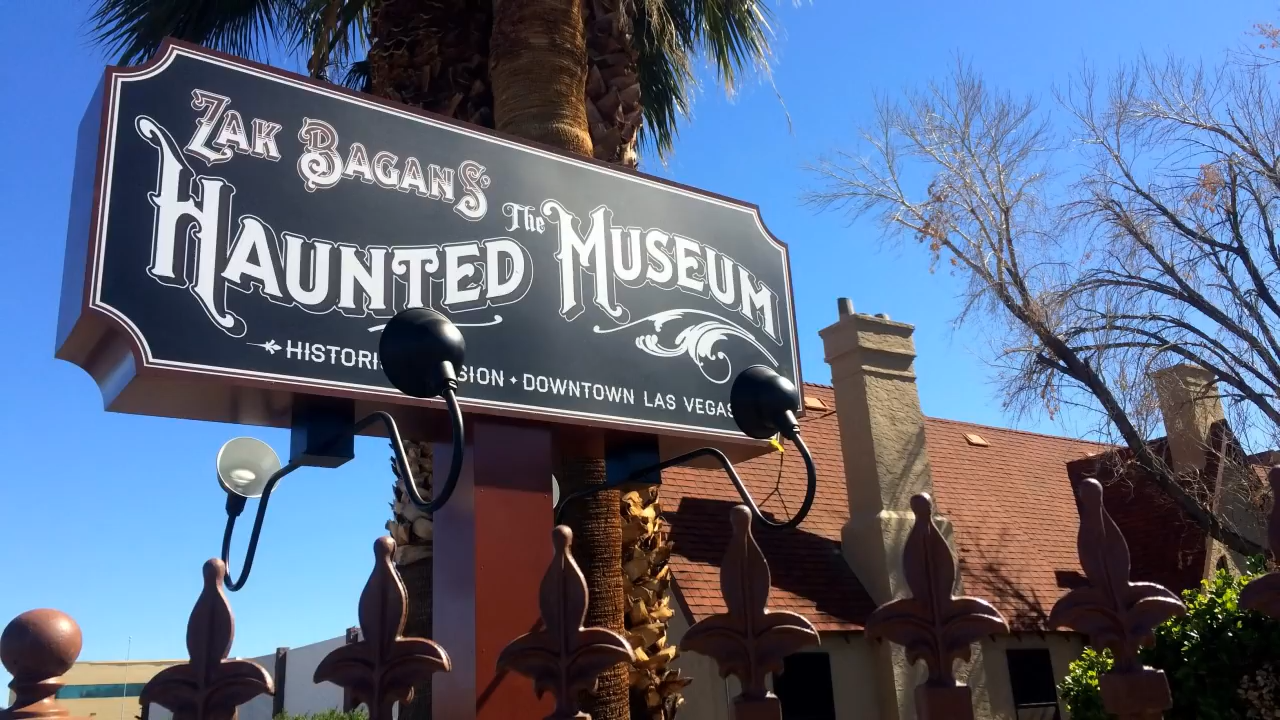 Zak Bagans
The
Haunted Museum
HISTORI SION • DOWNTOWN LAS VEGAS